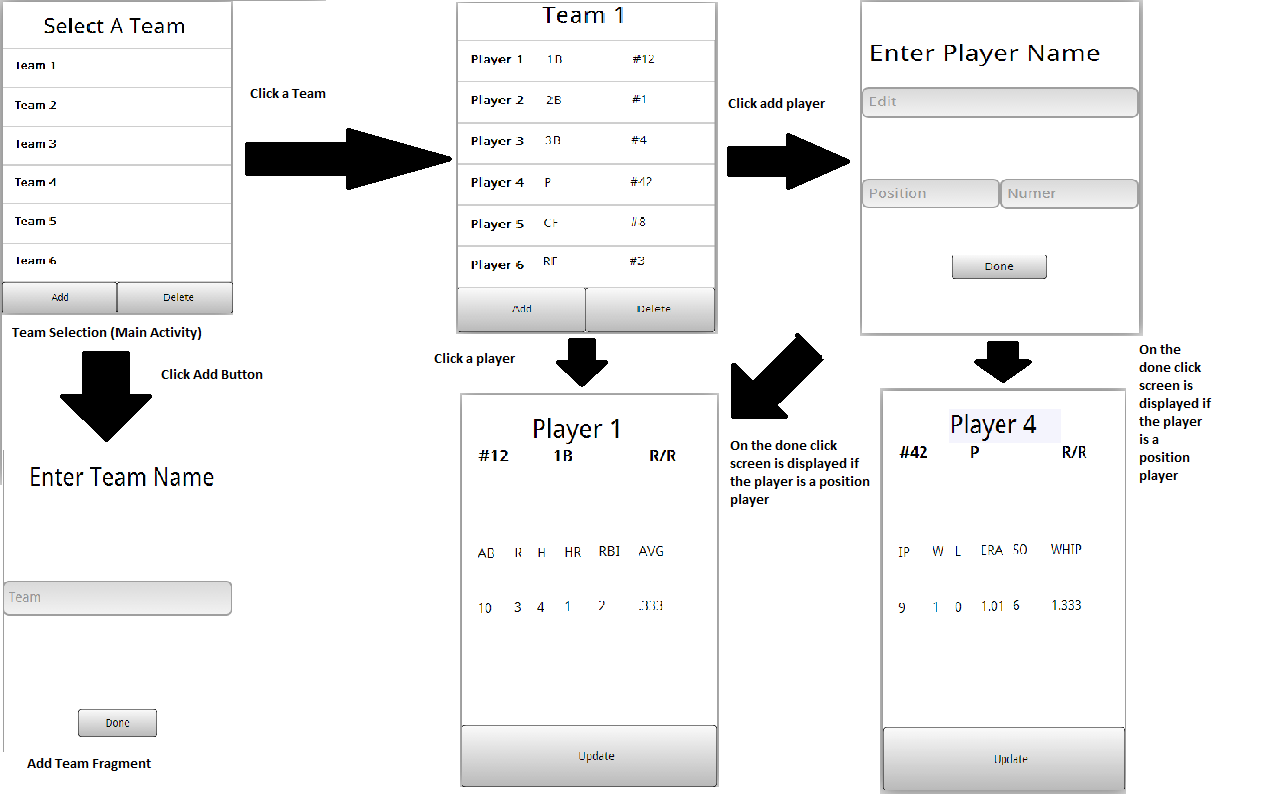 Select A Team
Team 1
Team 2
Team 3
Team 4
Team 5
Team 6
Add Delete
Team Selection (Main Activity)
Click a Team
Team 1
Player 1 1B #12
Player 2 2B #1
Player 3 3B #4
Player 4 P #42
Player 5 CF #8
Player 6 RF #3
Add Delete
Click add player
Enter Player Name
Edit
Position Numer
Done
Click Add Button
Enter Team Name
Team
Done
Add Team Fragment
Click a player
Player 1
#12 1B R/R
AB R H HR RBI AVG
10 3 4 1 2 .333
Update
On the done click
screen is displayed if
the player is a position
player
Player 4
#42 P R/R
IP W L ERA SO WHIP
9 1 0 1.01 6 1.333
Update
On the
done click
screen is
displayed if
the player
is a
position
player